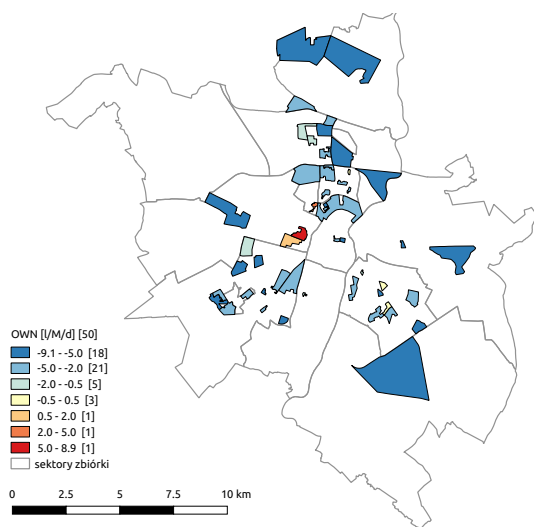 OWN [l/M/d] [50]
-9.1 - -5.0 [18]
-5.0 - -2.0 [21]
-2.0 - -0.5 [5]
-0.5 - 0.5 [3]
0.5 - 2.0 [1]
2.0 - 5.0 [1]
5.0 - 8.9 [1]
sektory zbiórki
0 2.5 5 7.5 10 km